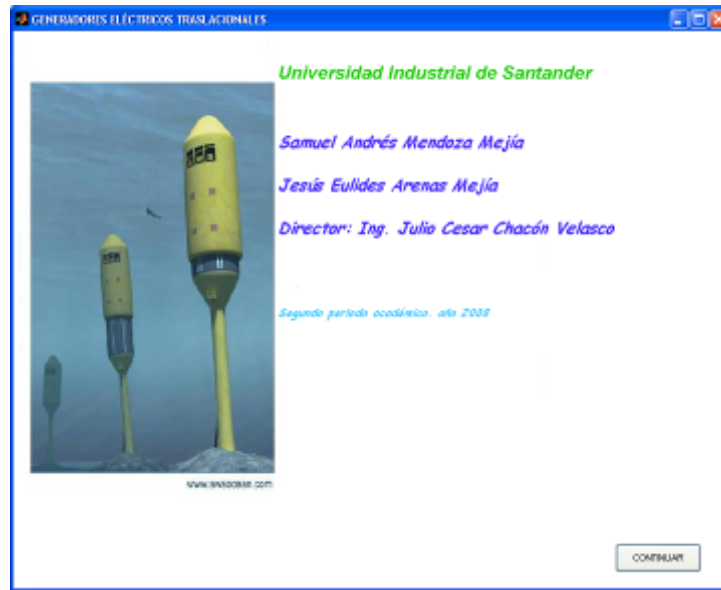 GENERADORES ELÉCTRICOS TRASLACIONALES
Universidad Industrial de Santander
Samuel Andrés Mendoza Mejía
Jesús Eulides Arenas Mejía
Director: Ing. Julio Cesar Chacón Velasco
Segundo periodo académico. año 2008
CONTINUAR